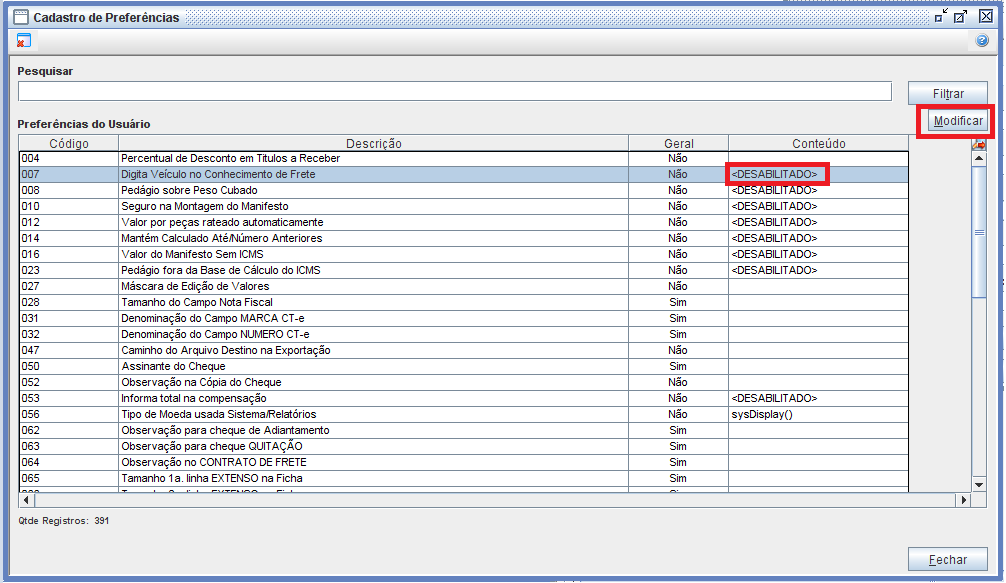 Cadastro de Preferências
Pesquisar
Filtrar
Modificar
Preferências do Usuário
Código Descrição Geral Conteúdo
004 Percentual de Desconto em Titulos a Receber Não
007 Digita Veículo no Conhecimento de Frete Não <DESABILITADO>
008 Pedágio sobre Peso Cubado Não <DESABILITADO>
010 Seguro na Montagem do Manifesto Não <DESABILITADO>
012 Valor por peças rateado automaticamente Não <DESABILITADO>
014 Mantém Calculado Até/Número Anteriores Não <DESABILITADO>
016 Valor do Manifesto Sem ICMS Não <DESABILITADO>
023 Pedágio fora da Base de Cálculo do ICMS Não <DESABILITADO>
027 Máscara de Edição de Valores Não
028 Tamanho do Campo Nota Fiscal Sim
031 Denominação do Campo MARCA CT-e Sim
032 Denominação do Campo NUMERO CT-e Sim
047 Caminho do Arquivo Destino na Exportação Não
050 Assinante do Cheque Sim
052 Observação na Cópia do Cheque Não
053 Informa total na compensação Não <DESABILITADO>
056 Tipo de Moeda usada Sistema/Relatórios Não sysDisplay()
062 Observação para cheque de Adiantamento Sim
063 Observação para cheque QUITAÇÃO Sim
064 Observação no CONTRATO DE FRETE Sim
065 Tamanho 1a. linha EXTENSO na Ficha Sim
Qtde Registros: 391
Fechar